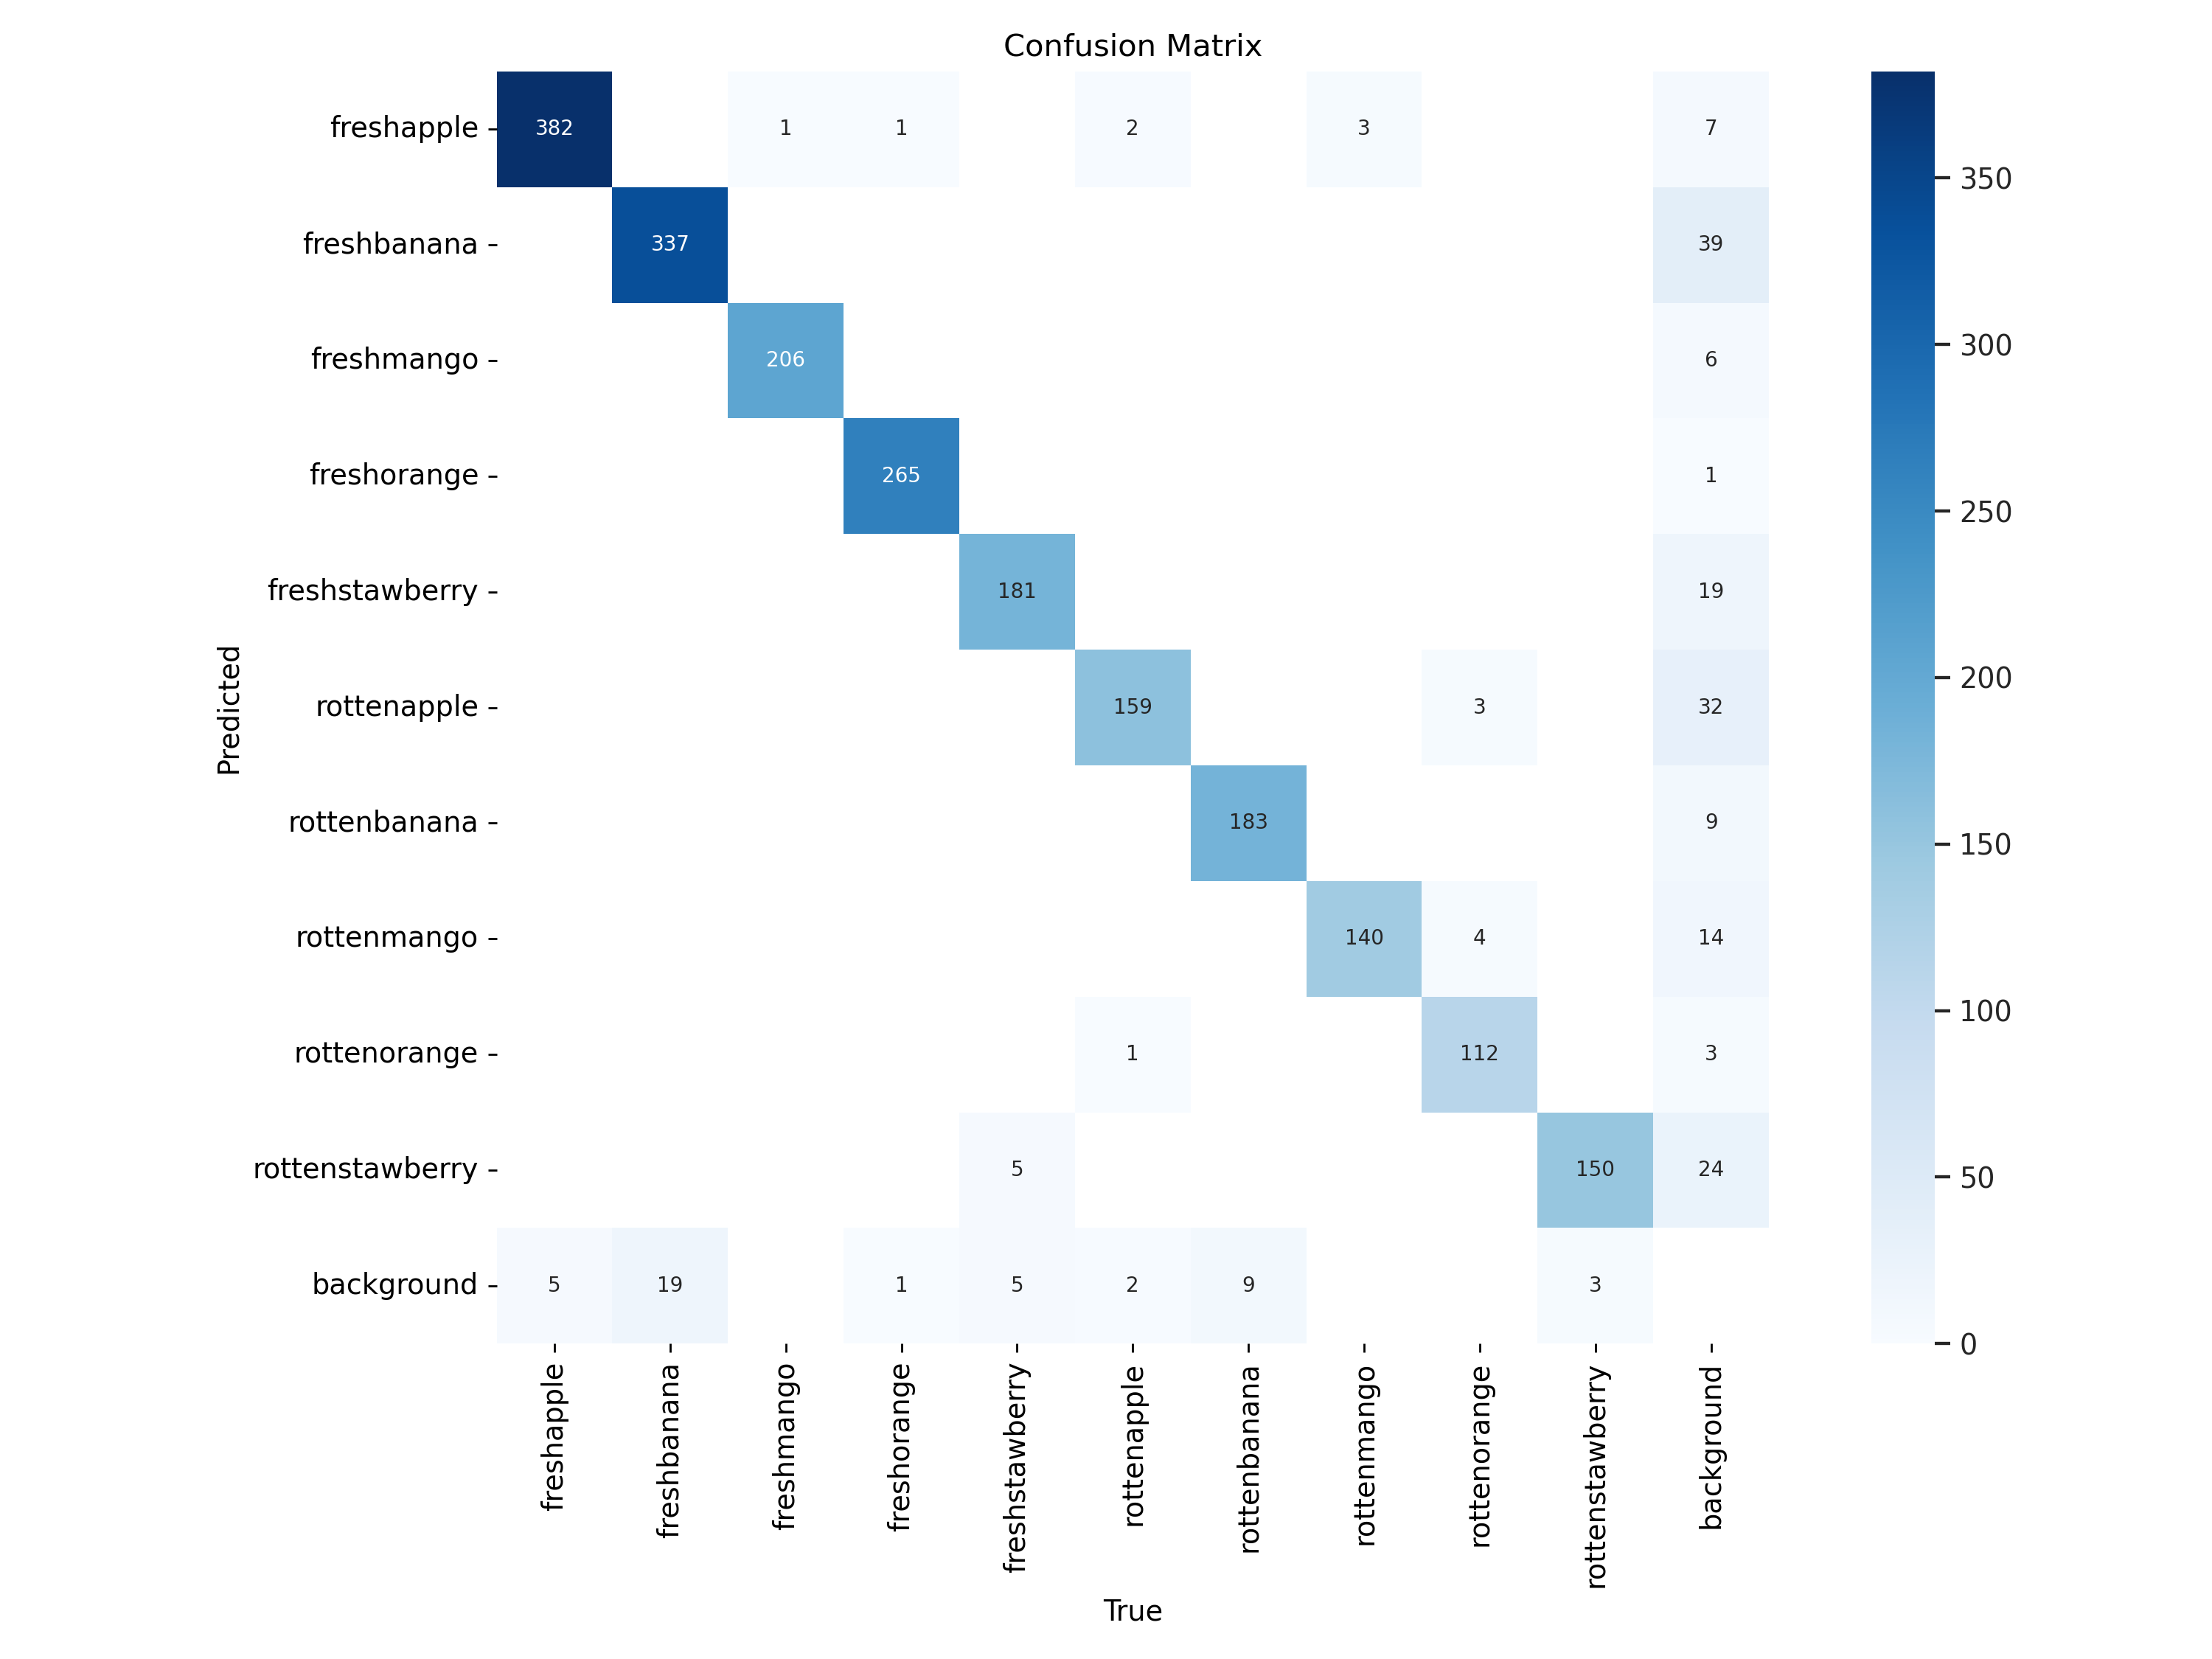 Confusion Matrix
freshapple 382 1 1 2 3 7
350
freshbanana 337 39
freshmango 206 6
300
freshorange 265 1
250
freshstawberry 181 19
200
Predicted
rottenapple 159 3 32
rottenbanana 183 9
150
rottenmango 140 4 14
100
rottenorange 1 112 3
rottenstawberry 5 150 24
50
background 5 19 1 5 2 9 3
0
freshapple
freshbanana
freshmango
freshorange
freshstawberry
rottenapple
rottenbanana
rottenmango
rottenorange
rottenstawberry
background
True